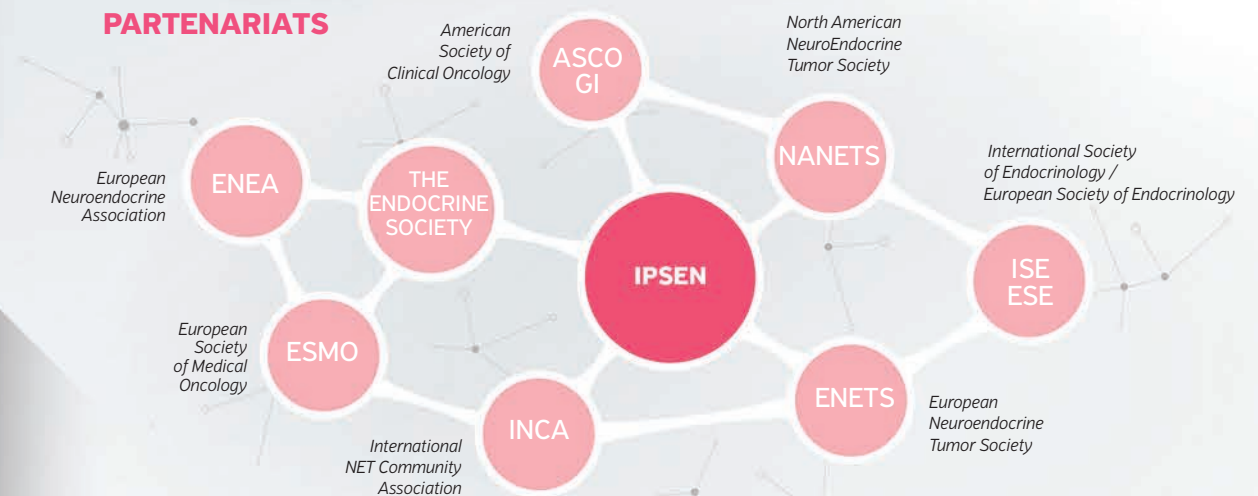 PARTENARIATS
American
Society of
Clinical Oncology
ASCO
GI
North American
NeuroEndocrine
Tumor Society
NANETS
International Society
of Endocrinology /
European Society of Endocrinology
European
Neuroendocrine
Association
ENEA
THE
ENDOCRINE
SOCIETY
IPSEN
ISE
ESE
European
Society
of Medical
Oncology
ESMO
INCA
International
NET Community
Association
ENETS
European
Neuroendocrine
Tumor Society